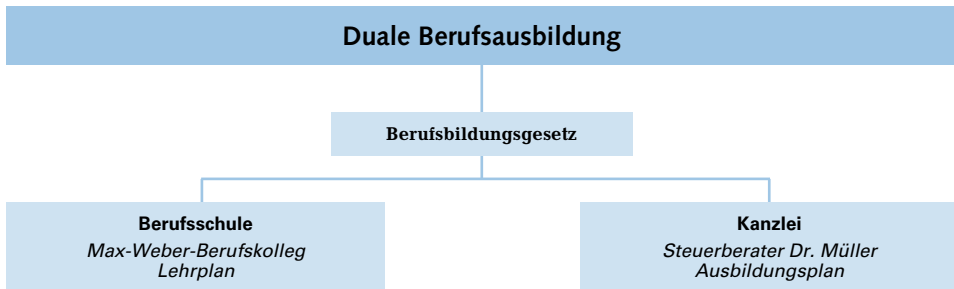 Duale Berufsausbildung
Berufsbildungsgesetz
Berufsschule
Max-Weber-Berufskolleg
Lehrplan
Kanzlei
Steuerberater Dr. Müller
Ausbildungsplan